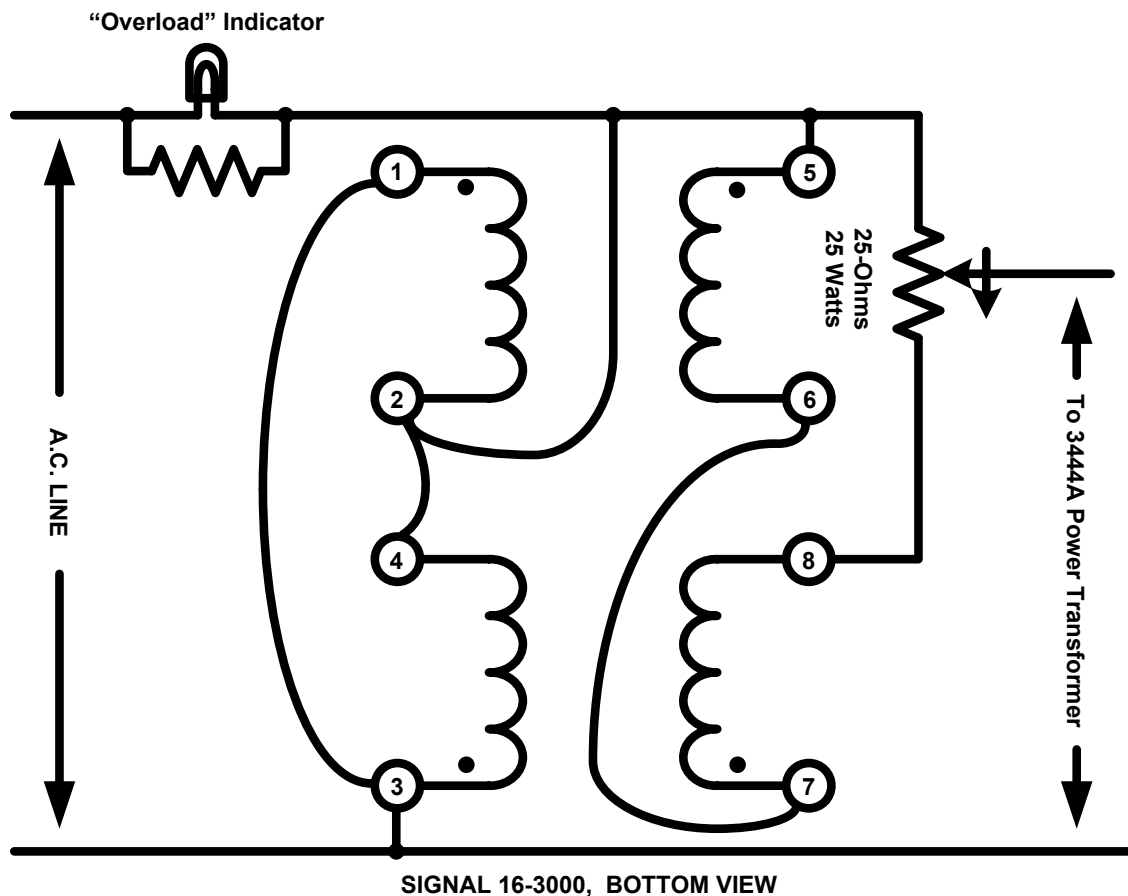 “Overload” Indicator
1
5
25-Ohms
25 Watts
2
6
A.C. LINE
To 3444A Power Transformer
4
8
3
7
SIGNAL 16-3000, BOTTOM VIEW